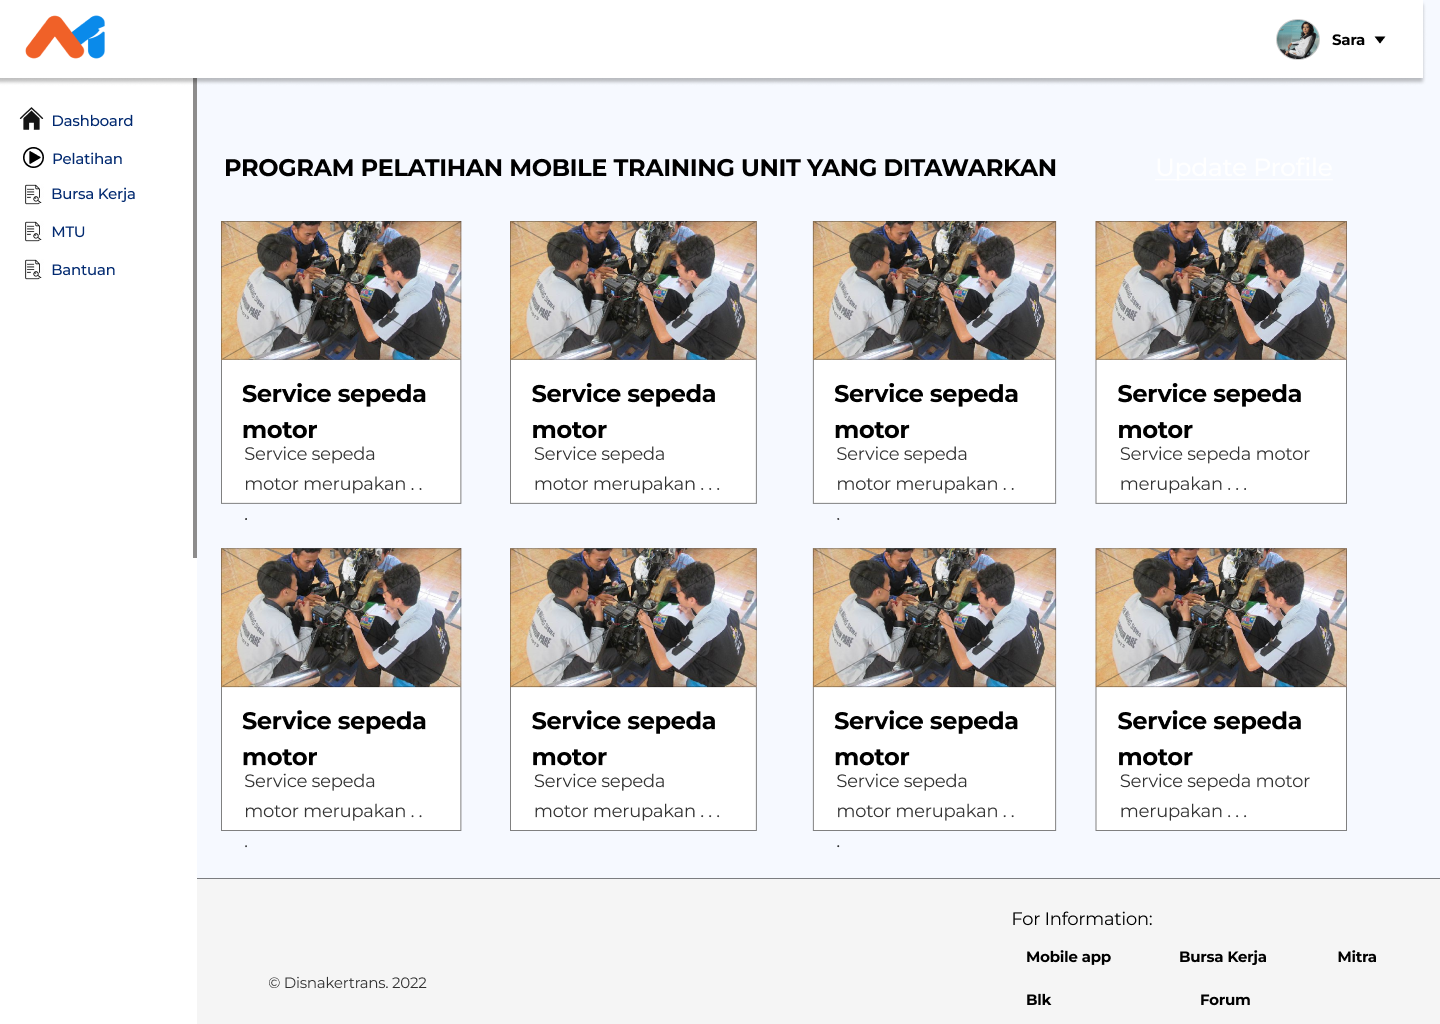 Sara
Dashboard
Pelatihan
Bursa Kerja
MTU
Bantuan
PROGRAM PELATIHAN MOBILE TRAINING UNIT YANG DITAWARKAN
Update Profile
Service sepeda
motor
Service sepeda
motor merupakan . .
.
Service sepeda
motor
Service sepeda
motor merupakan . . .
Service sepeda
motor
Service sepeda
motor merupakan . .
.
Service sepeda
motor
Service sepeda motor
merupakan . . .
Service sepeda
motor
Service sepeda
motor merupakan . .
.
Service sepeda
motor
Service sepeda
motor merupakan . . .
Service sepeda
motor
Service sepeda
motor merupakan . .
.
Service sepeda
motor
Service sepeda motor
merupakan . . .
© Disnakertrans. 2022
For Information:
Mobile app Bursa Kerja Mitra
Blk Forum